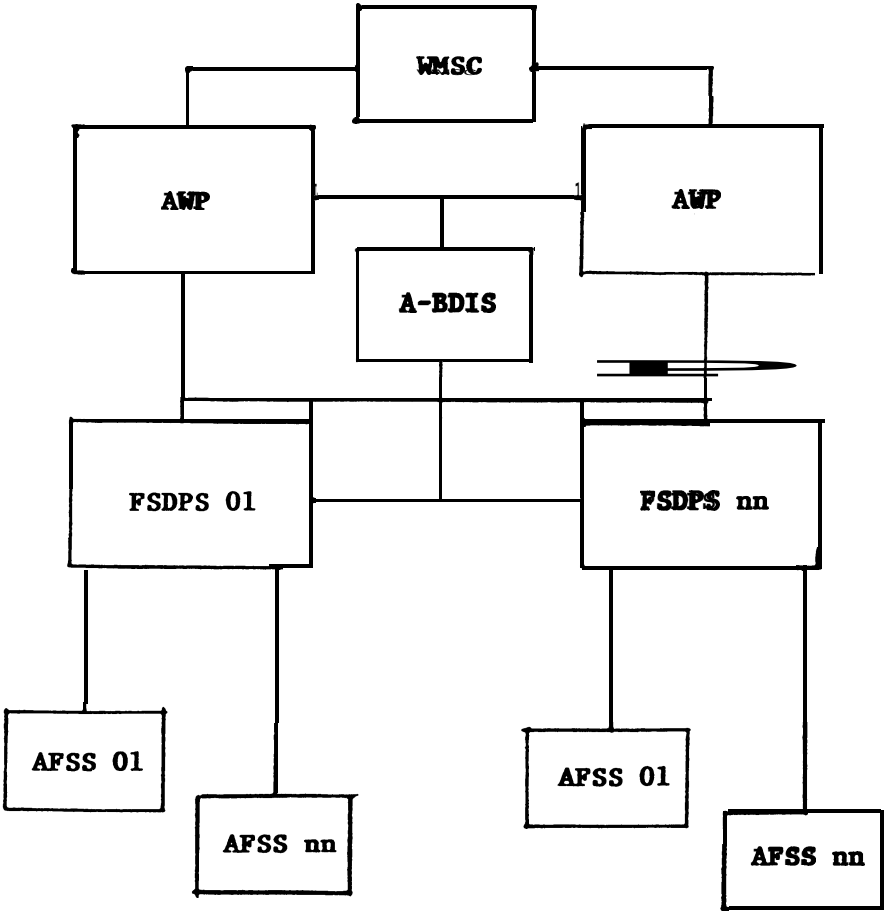 WMSC
AWP
AWP
A-BDIS
FSDPS 01
FSDPS nn
AFSS 01
AFSS 01
AFSS nn
AFSS nn